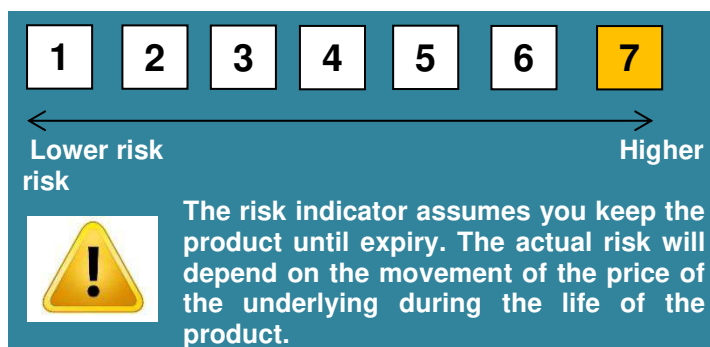 1 2 3 4 5 6 7
Lower risk Higher
risk
!
The risk indicator assumes you keep the
product until expiry. The actual risk will
depend on the movement of the price of
the underlying during the life of the
product.